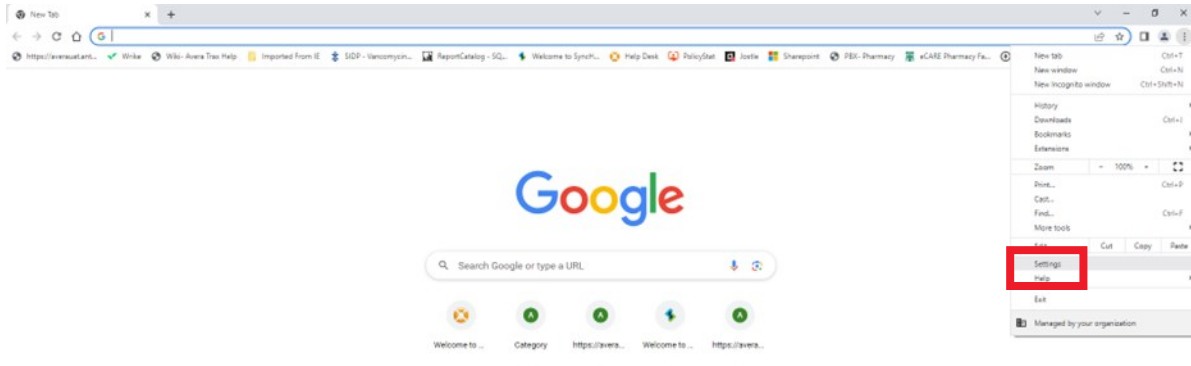 New Tab
https://averauat.ant...
Wrike
Wiki- Avera Trax Help
Imported From IE
SIDP - Vancomycin...
ReportCatalog - SQ...
Welcome to SyncH...
Help Desk
PolicyStat
Jostle
Sharepoint
PBX- Pharmacy
eCARE Pharmacy Fa...
New tab Ctrl+T
New window Ctrl+N
New Incognito window Ctrl+Shift+N
History
Downloads Ctrl+J
Bookmarks
Extensions
Zoom - 100% +
Print... Ctrl+P
Cast...
Find... Ctrl+F
More tools
Edit Cut Copy Paste
Settings
Help
Exit
Managed by your organization
Google
Search Google or type a URL
Welcome to ...
Category
https://avera...
Welcome to ...
https://avera...